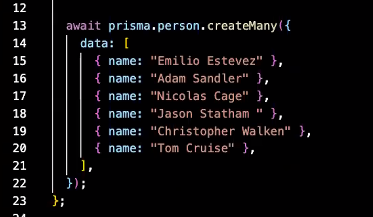 12
13 await prisma.person.createMany({
14 data: [
15 { name: "Emilio Estevez" },
16 { name: "Adam Sandler" },
17 { name: "Nicolas Cage" },
18 { name: "Jason Statham " },
19 { name: "Christopher Walken" },
20 { name: "Tom Cruise" },
21 ],
22 });
23 };